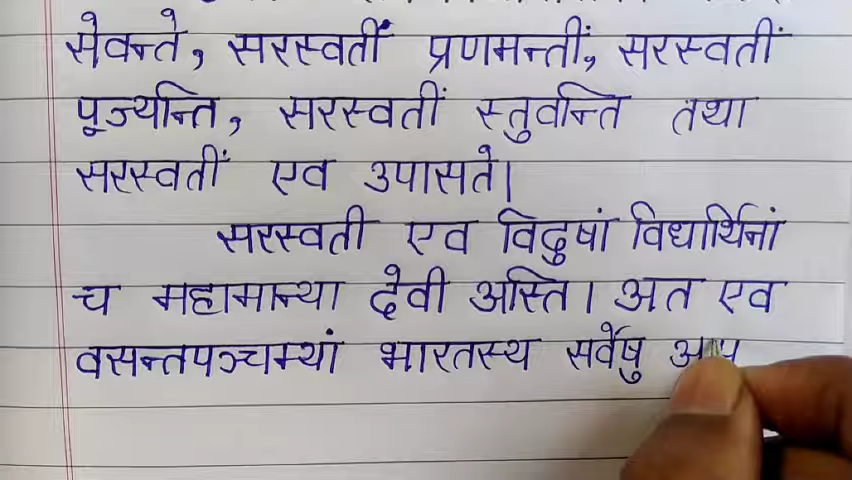 सेवन्ते, सरस्वतीं प्रणमन्तीं, सरस्वतीं
पूज्यन्ति, सरस्वतीं स्तुवन्ति तथा
सरस्वतीं एव उपासते।
सरस्वती एव विदुषां विद्यार्थिनां
च महामान्या देवी अस्ति। अत एव
वसन्तपञ्चम्यां भारतस्य सर्वेषु